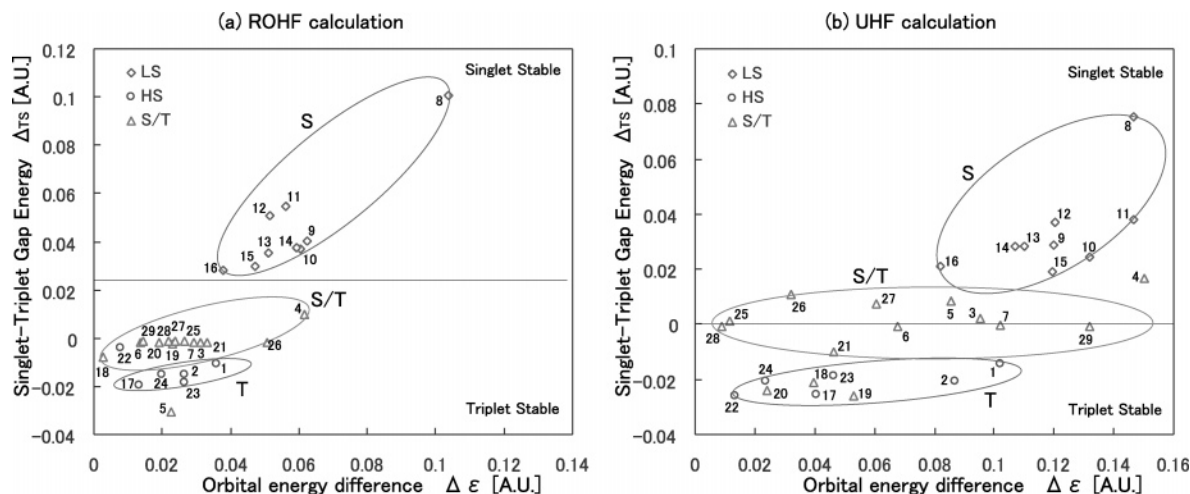 (a) ROHF calculation
Singlet-Triplet Gap Energy ΔTS [A.U.]
0.12
0.1
0.08
0.06
0.04
0.02
0
-0.02
-0.04
LS
HS
S/T
Singlet Stable
S
8
12
11
13
14
9
10
15
16
S/T
4
29 28 27 25
22 6 20 19 7 3 21 26
18
17 24 2 1
23
T
5
Triplet Stable
0 0.02 0.04 0.06 0.08 0.1 0.12 0.14
Orbital energy difference Δ ε [A.U.]
(b) UHF calculation
Singlet-Triplet Gap Energy ΔTS [A.U.]
0.1
0.08
0.06
0.04
0.02
0
-0.02
-0.04
LS
HS
S/T
Singlet Stable
8
S
12
11
14 13 9
10
16 15
4
S/T
26 27 5
25 3 7
28 6 29
21
24 18 23 2 1
22 20 17 19
T
Triplet Stable
0 0.02 0.04 0.06 0.08 0.1 0.12 0.14 0.16
Orbital energy difference Δ ε [A.U.]